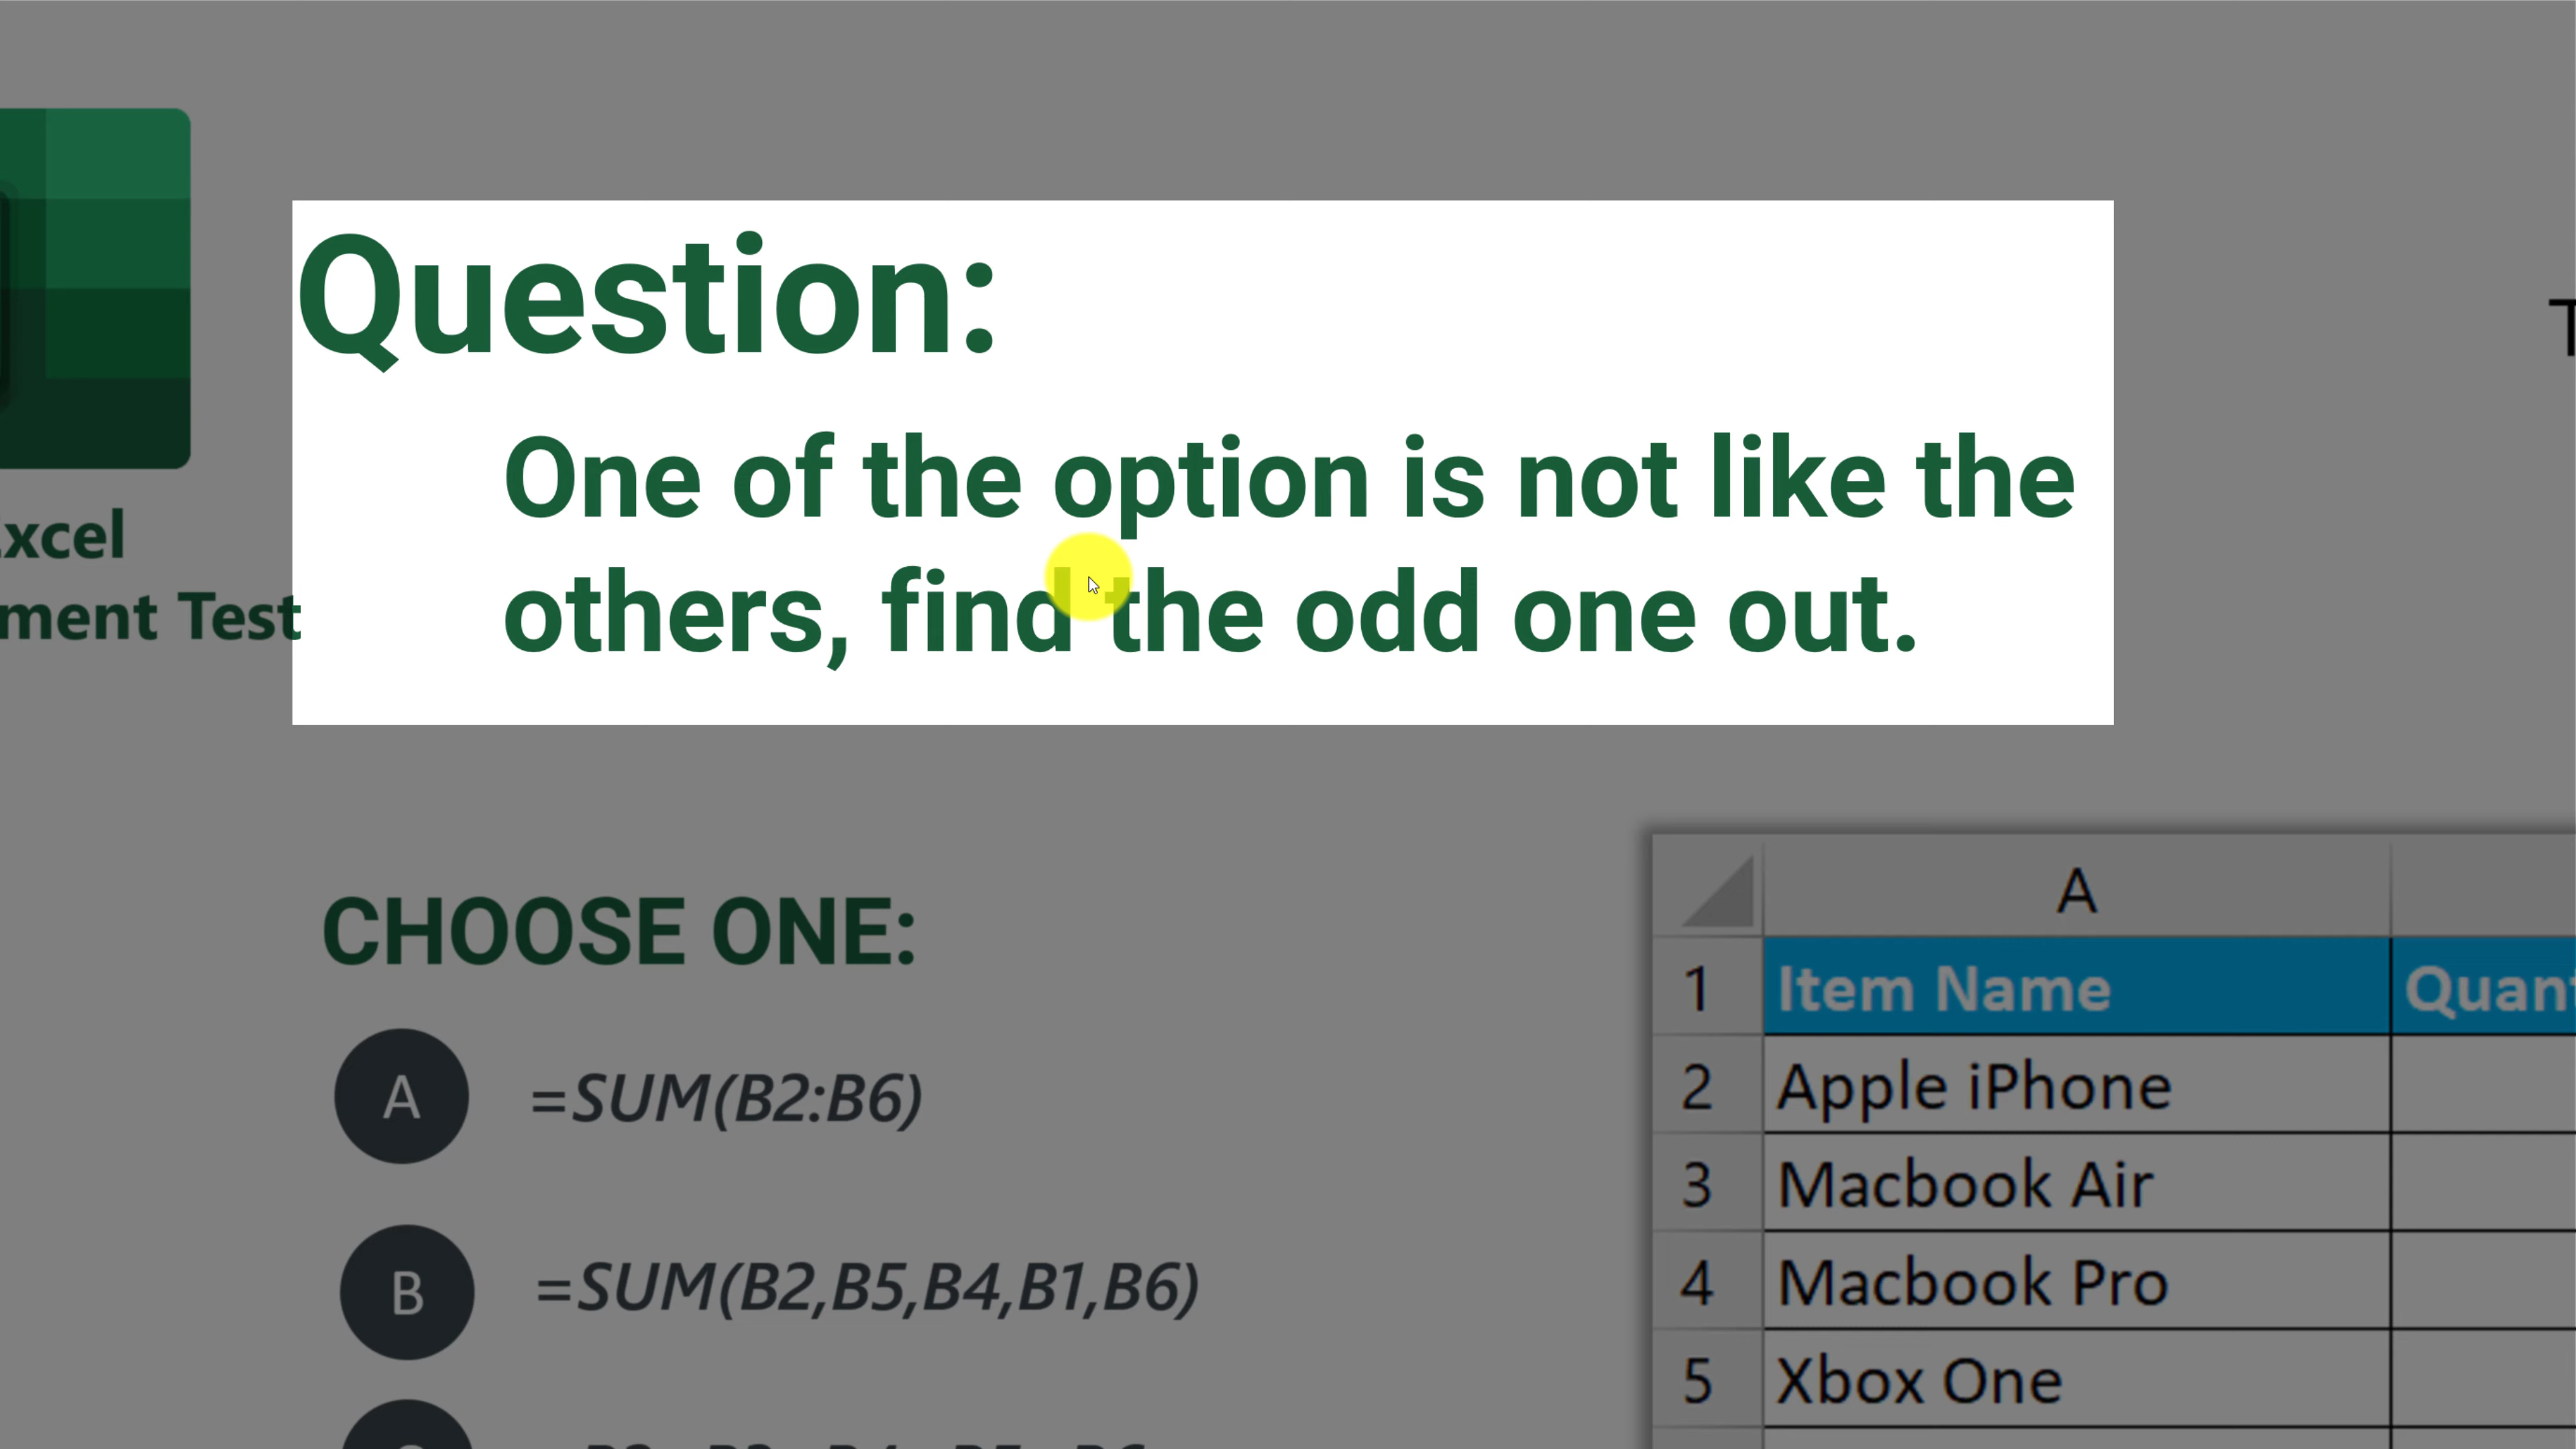 Question:
One of the option is not like the
others, find the odd one out.
xcel
ment Test
T
CHOOSE ONE:
A =SUM(B2:B6)
B =SUM(B2,B5,B4,B1,B6)
A
1 Item Name Quant
2 Apple iPhone
3 Macbook Air
4 Macbook Pro
5 Xbox One